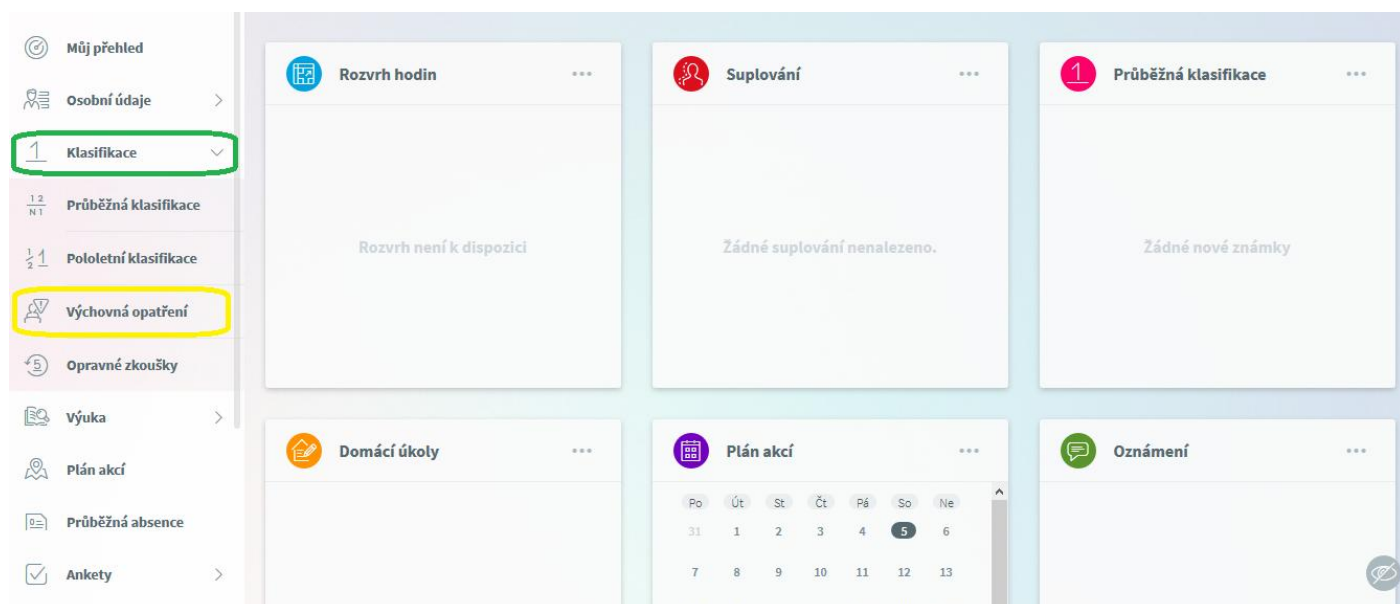 Můj přehled
Osobní údaje
Klasifikace
Průběžná klasifikace
Pololetní klasifikace
Výchovná opatření
Opravné zkoušky
Výuka
Plán akcí
Průběžná absence
Ankety
Rozvrh hodin
Rozvrh není k dispozici
Suplování
Žádné suplování nenalezeno.
Průběžná klasifikace
Žádné nové známky
Domácí úkoly
Plán akcí
Po Út St Čt Pá So Ne
31 1 2 3 4 5 6
7 8 9 10 11 12 13
Oznámení